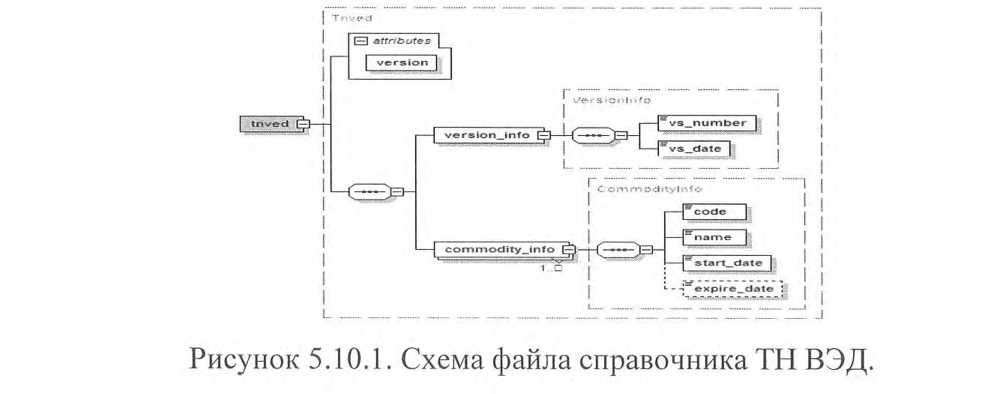 Tnved
attributes
version
VersionInfo
tnved
version_info
vs_number
vs_date
CommodityInfo
code
name
commodity_info
start_date
1..
expire_date
Рисунок 5.10.1. Схема файла справочника ТН ВЭД.